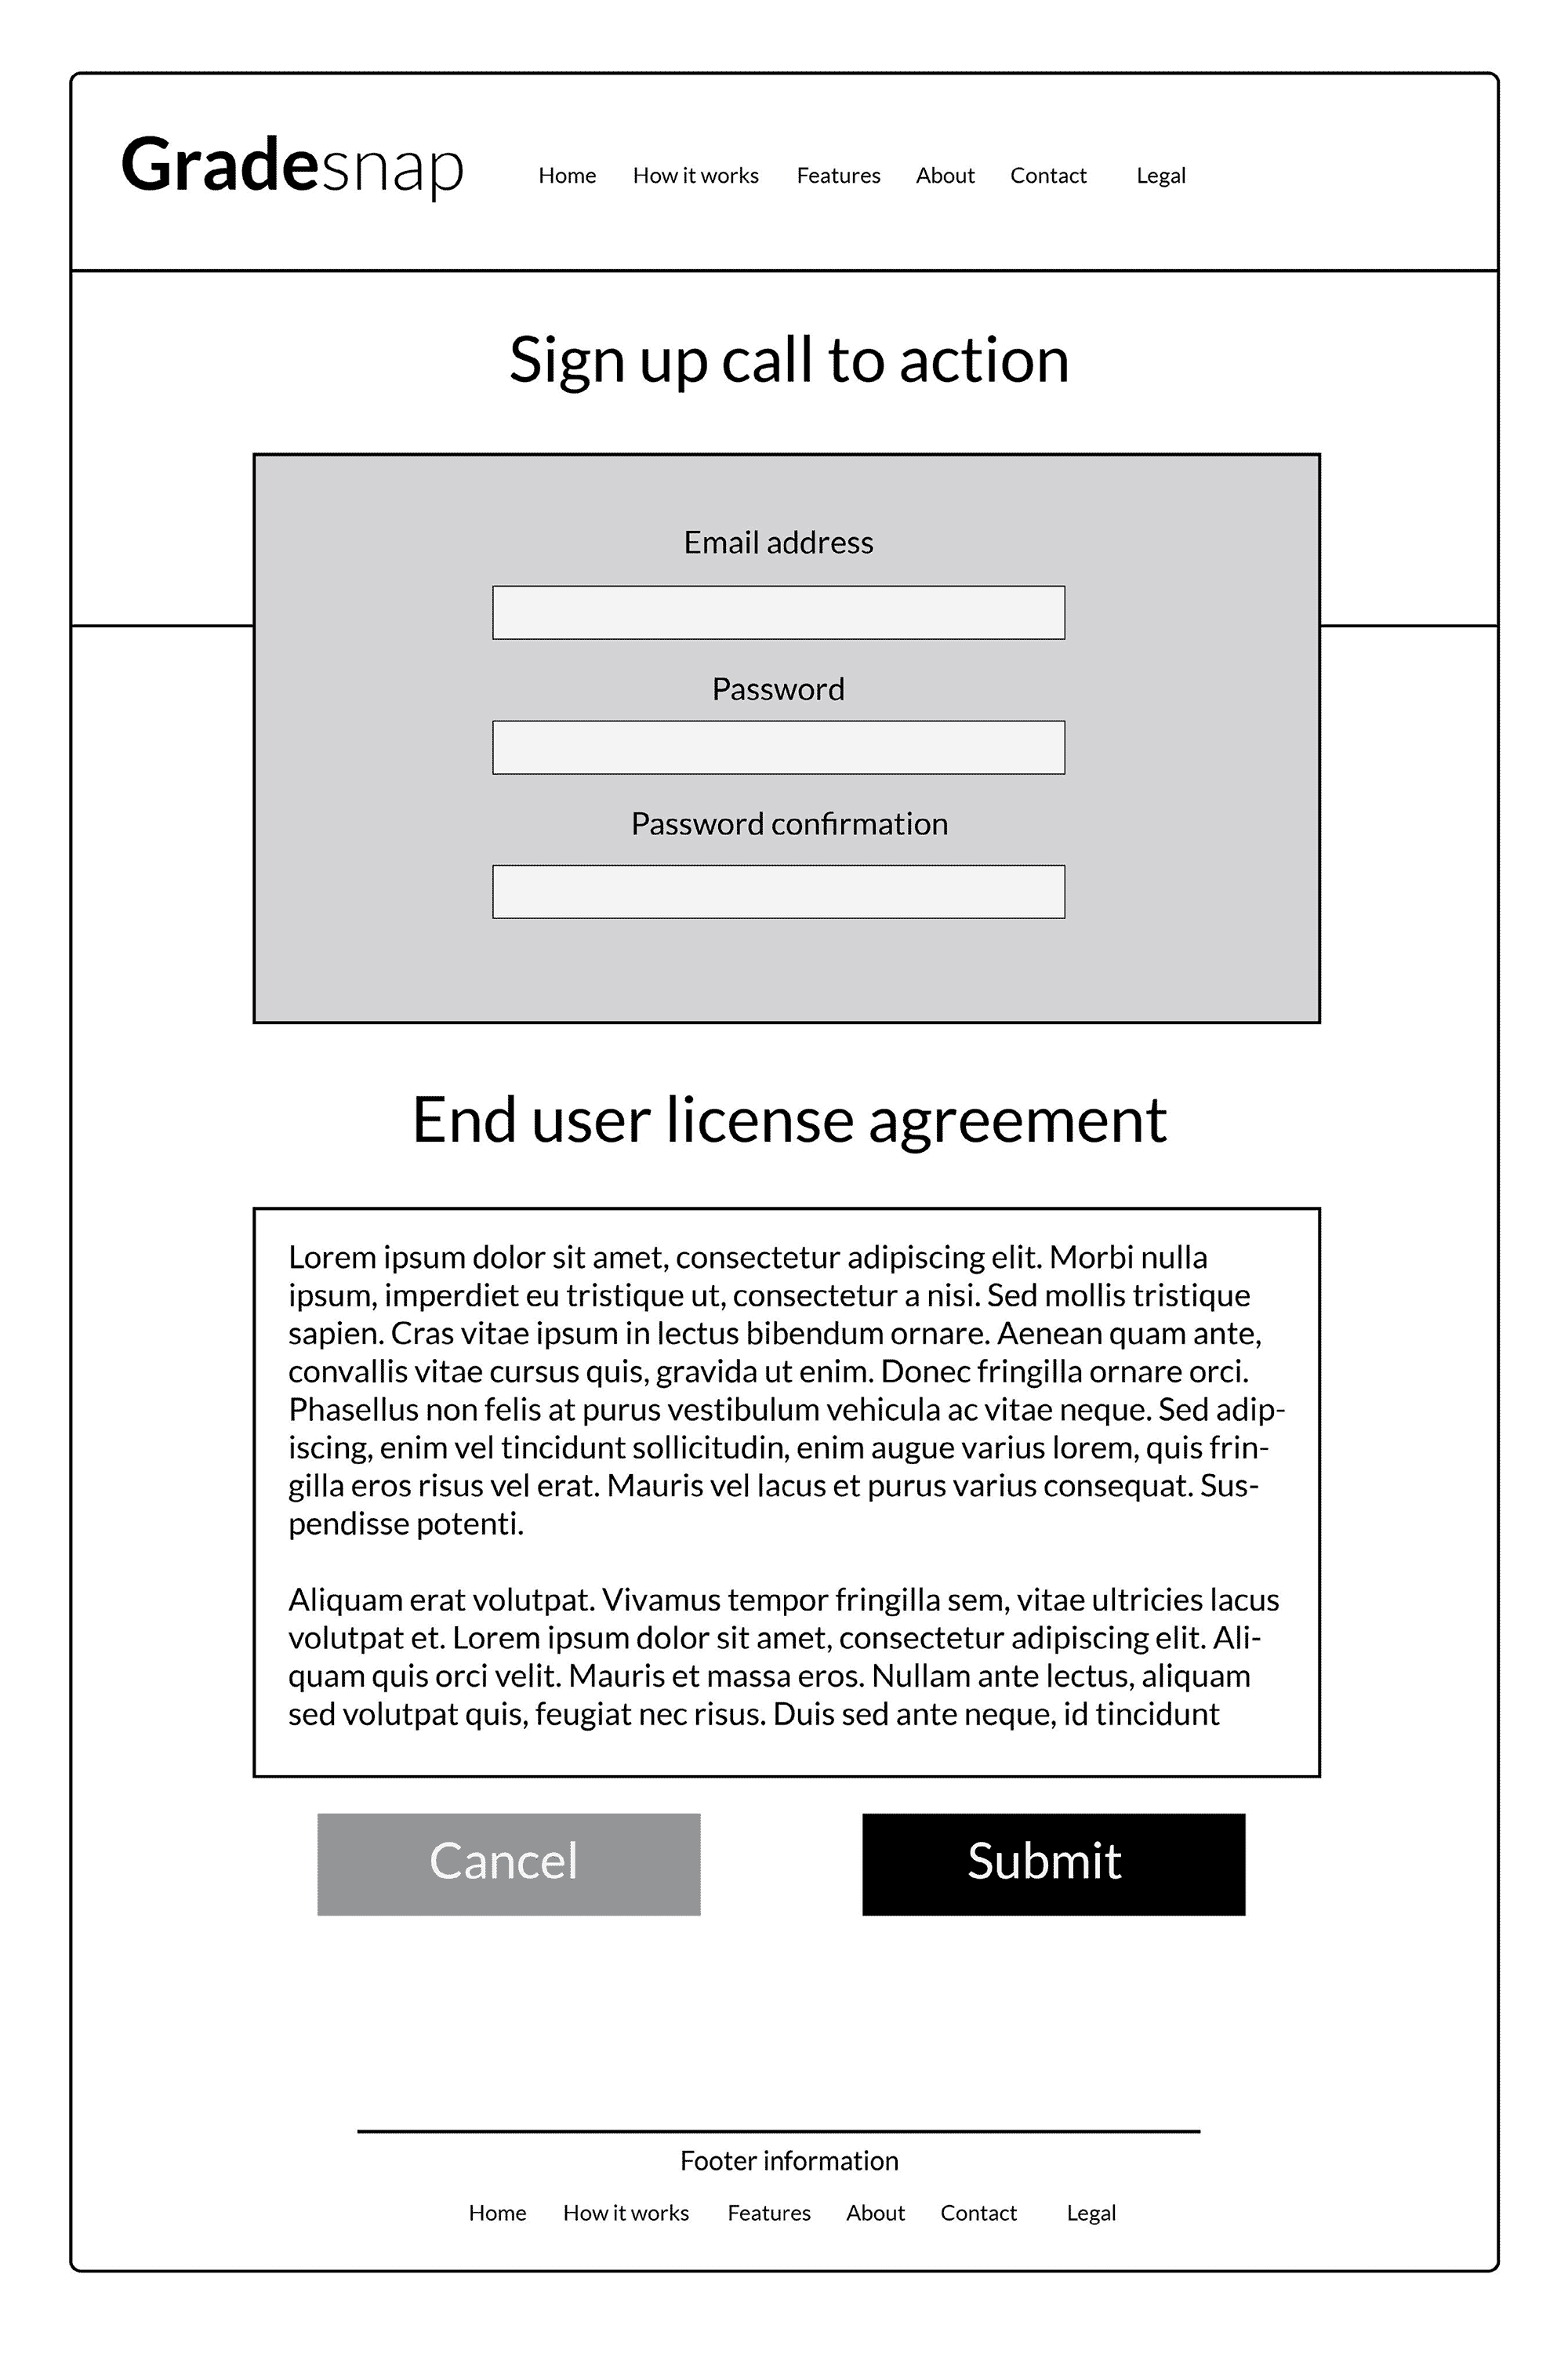 Gradesnap
Home How it works Features About Contact Legal
Sign up call to action
Email address
Password
Password confirmation
End user license agreement
Lorem ipsum dolor sit amet, consectetur adipiscing elit. Morbi nulla
ipsum, imperdiet eu tristique ut, consectetur a nisi. Sed mollis tristique
sapien. Cras vitae ipsum in lectus bibendum ornare. Aenean quam ante,
convallis vitae cursus quis, gravida ut enim. Donec fringilla ornare orci.
Phasellus non felis at purus vestibulum vehicula ac vitae neque. Sed adip-
iscing, enim vel tincidunt sollicitudin, enim augue varius lorem, quis frin-
gilla eros risus vel erat. Mauris vel lacus et purus varius consequat. Sus-
pendisse potenti.
Aliquam erat volutpat. Vivamus tempor fringilla sem, vitae ultricies lacus
volutpat et. Lorem ipsum dolor sit amet, consectetur adipiscing elit. Ali-
quam quis orci velit. Mauris et massa eros. Nullam ante lectus, aliquam
sed volutpat quis, feugiat nec risus. Duis sed ante neque, id tincidunt
Cancel Submit
Footer information
Home How it works Features About Contact Legal